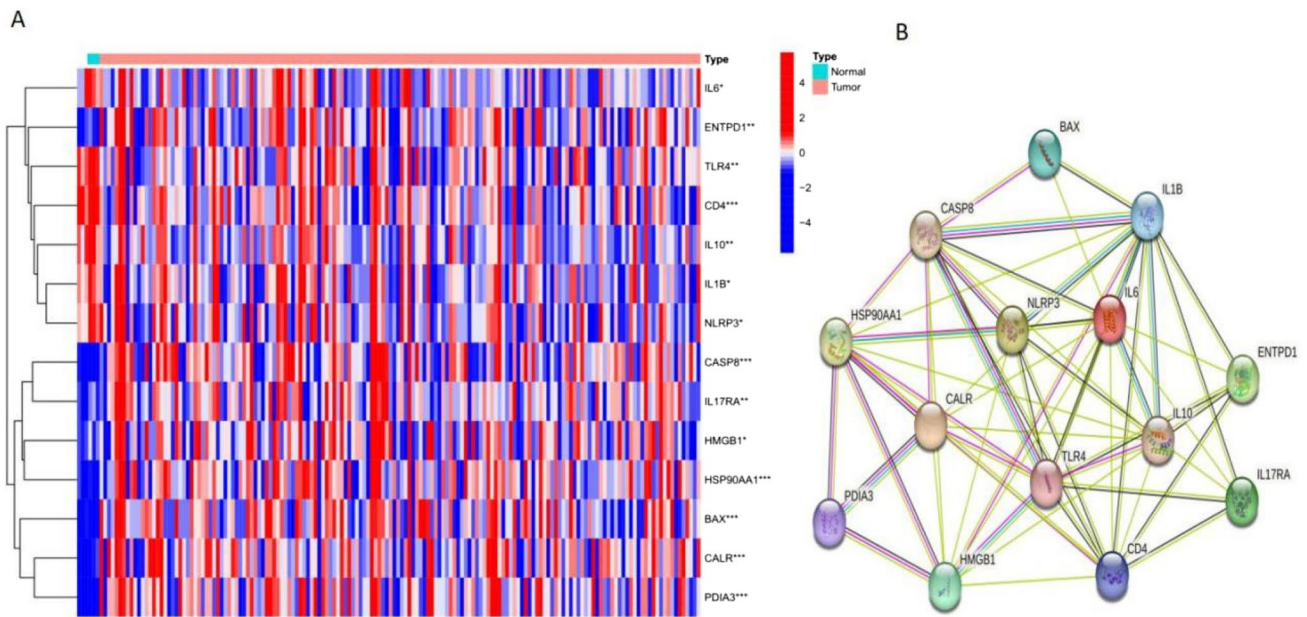 A
Type
IL6*
ENTPD1**
TLR4**
CD4***
IL10**
IL1B*
NLRP3*
CASP8***
IL17RA**
HMGB1*
HSP90AA1***
BAX***
CALR***
PDIA3***
4
2
0
−2
−4
Type
Normal
Tumor
B
BAX
IL1B
CASP8
NLRP3
IL6
HSP90AA1
ENTPD1
CALR
IL10
TLR4
IL17RA
PDIA3
HMGB1
CD4